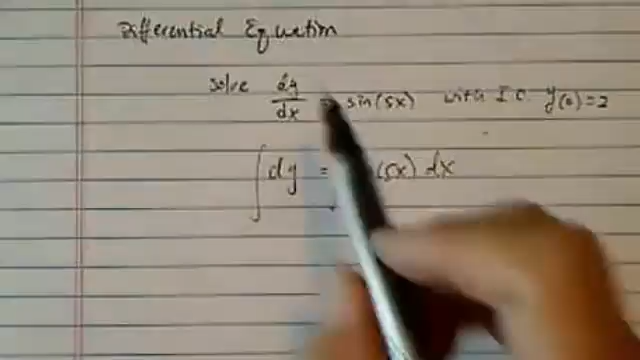 Differential Equation
Solve dy/dx = sin(5x) with I.C. y(0)=2
∫ dy = (5x) dx